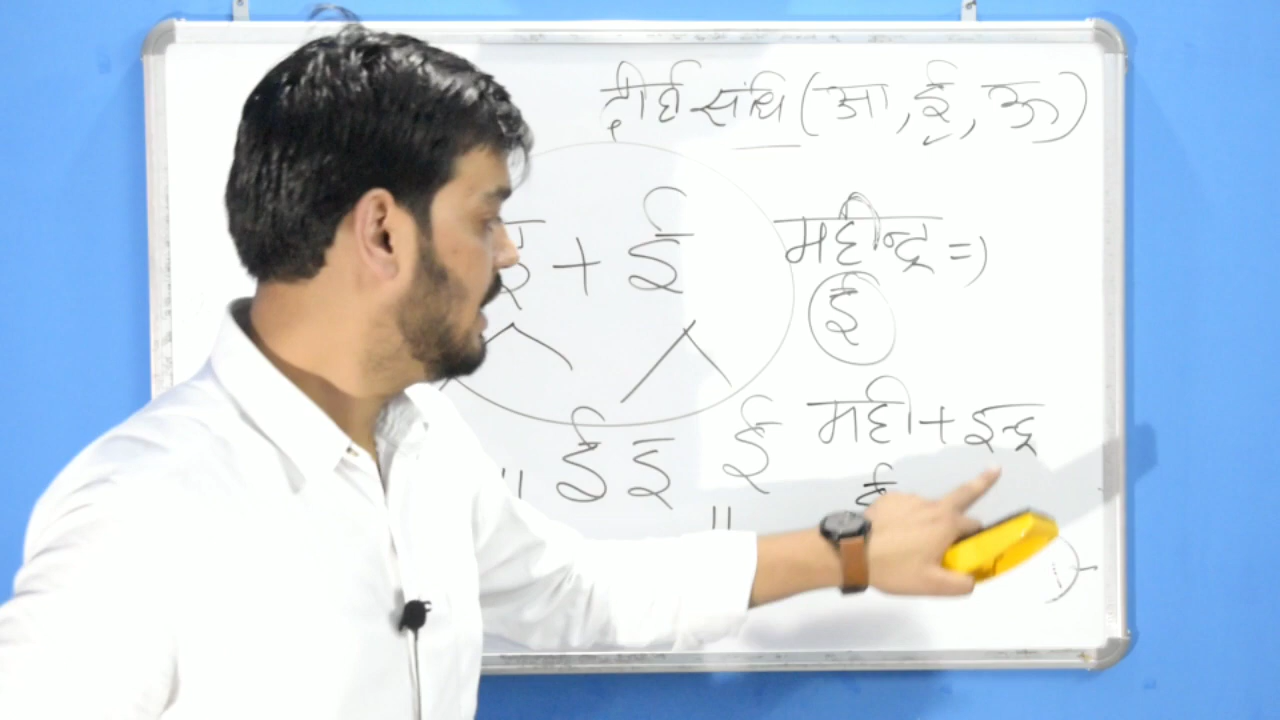 दीर्घ संधि (आ, ई, ऊ)
ई + ई
महीन्द्र =)
ई
मही + इन्द्र
" ई इ ई
ई
"